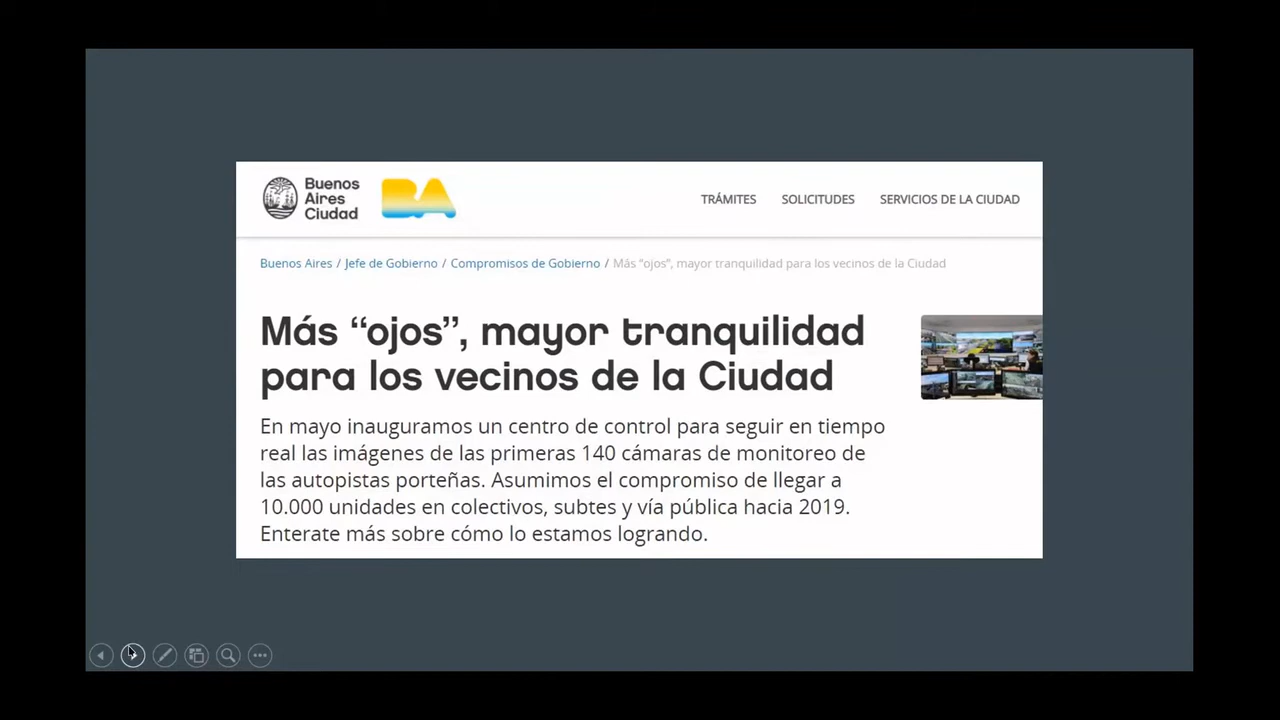 Buenos
Aires
Ciudad
BA
TRÁMITES
SOLICITUDES
SERVICIOS DE LA CIUDAD
Buenos Aires / Jefe de Gobierno / Compromisos de Gobierno / Más “ojos”, mayor tranquilidad para los vecinos de la Ciudad
Más “ojos”, mayor tranquilidad
para los vecinos de la Ciudad
En mayo inauguramos un centro de control para seguir en tiempo
real las imágenes de las primeras 140 cámaras de monitoreo de
las autopistas porteñas. Asumimos el compromiso de llegar a
10.000 unidades en colectivos, subtes y vía pública hacia 2019.
Enterate más sobre cómo lo estamos logrando.